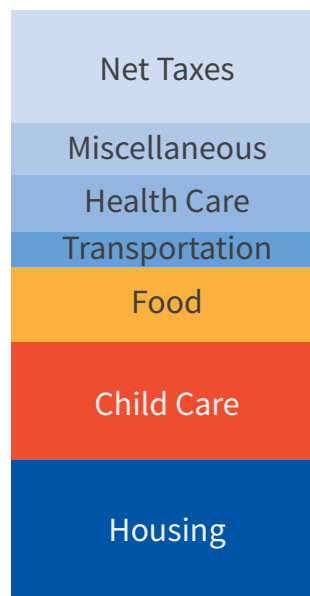 Net Taxes
Miscellaneous
Health Care
Transportation
Food
Child Care
Housing